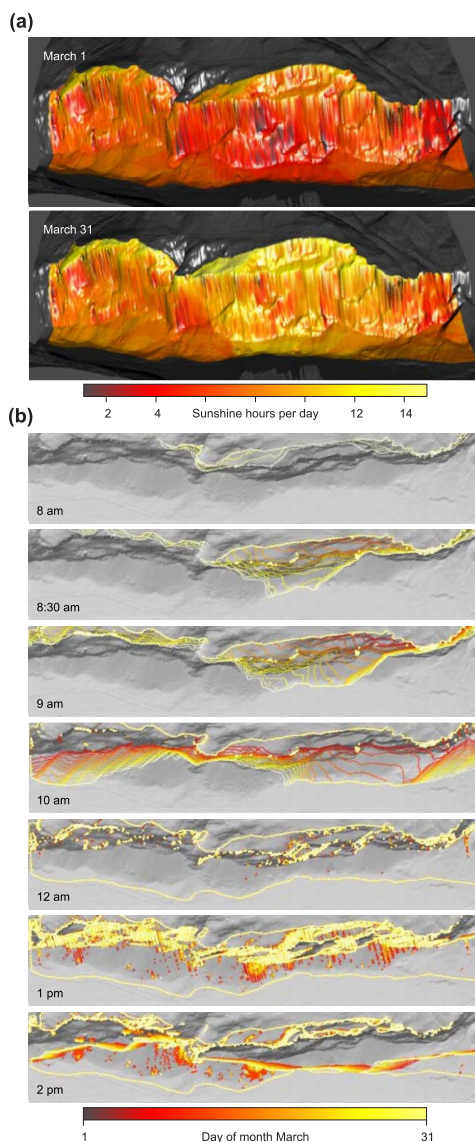 (a)
March 1
March 31
2 4 Sunshine hours per day 12 14
(b)
8 am
8:30 am
9 am
10 am
12 am
1 pm
2 pm
1 Day of month March 31